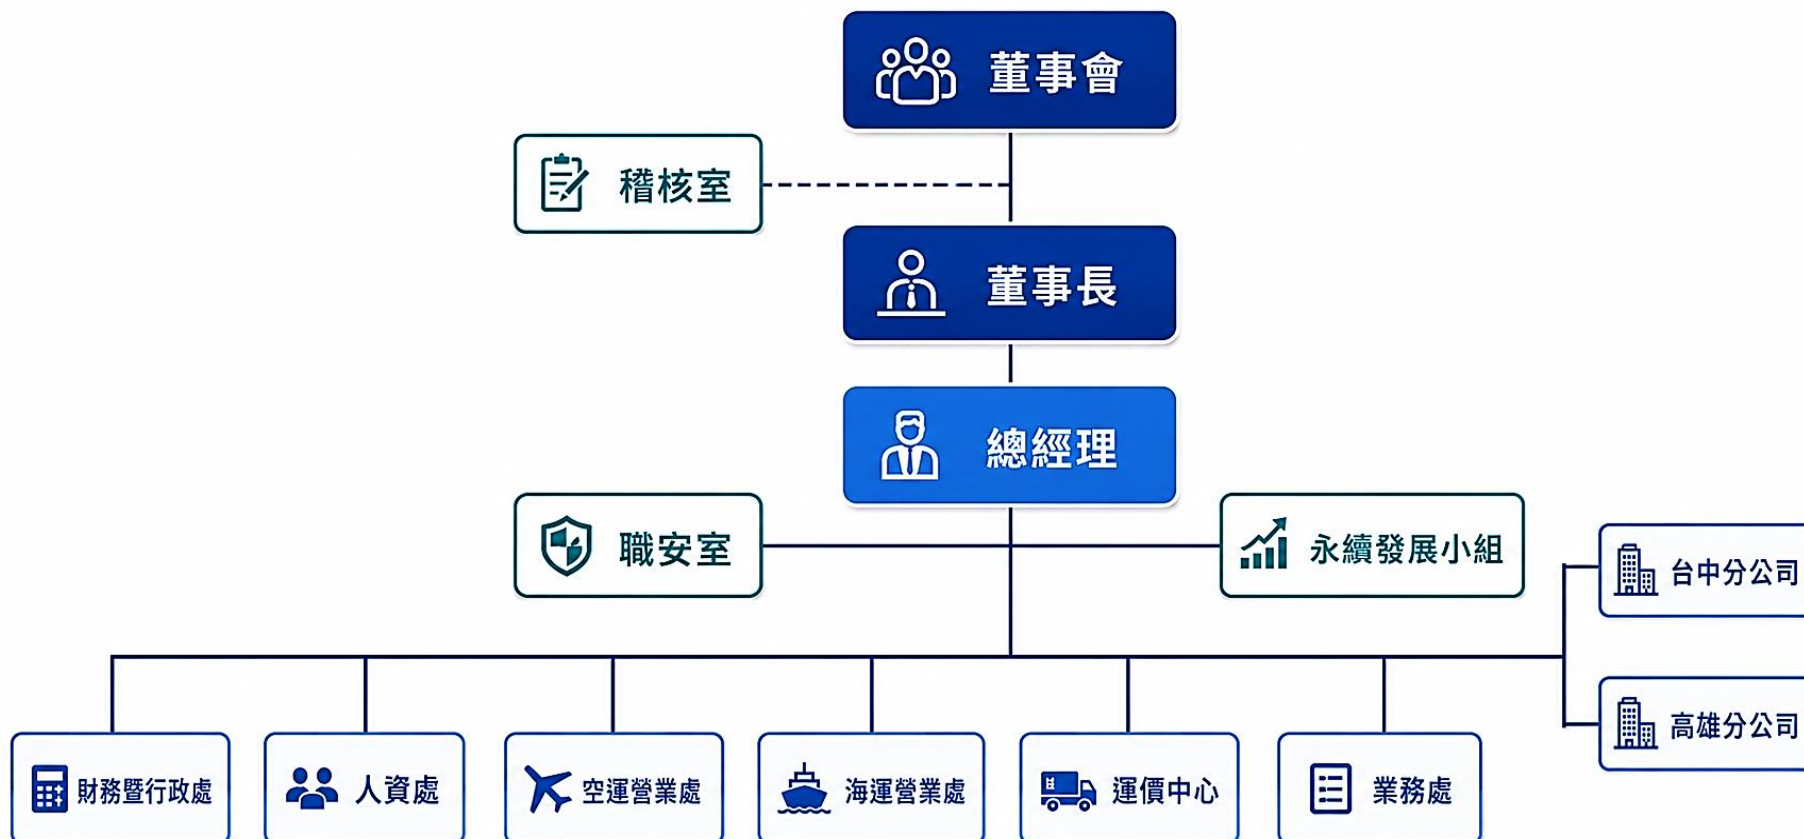 董事會
稽核室
董事長
總經理
職安室
永續發展小組
台中分公司
高雄分公司
財務暨行政處
人資處
空運營業處
海運營業處
運價中心
業務處